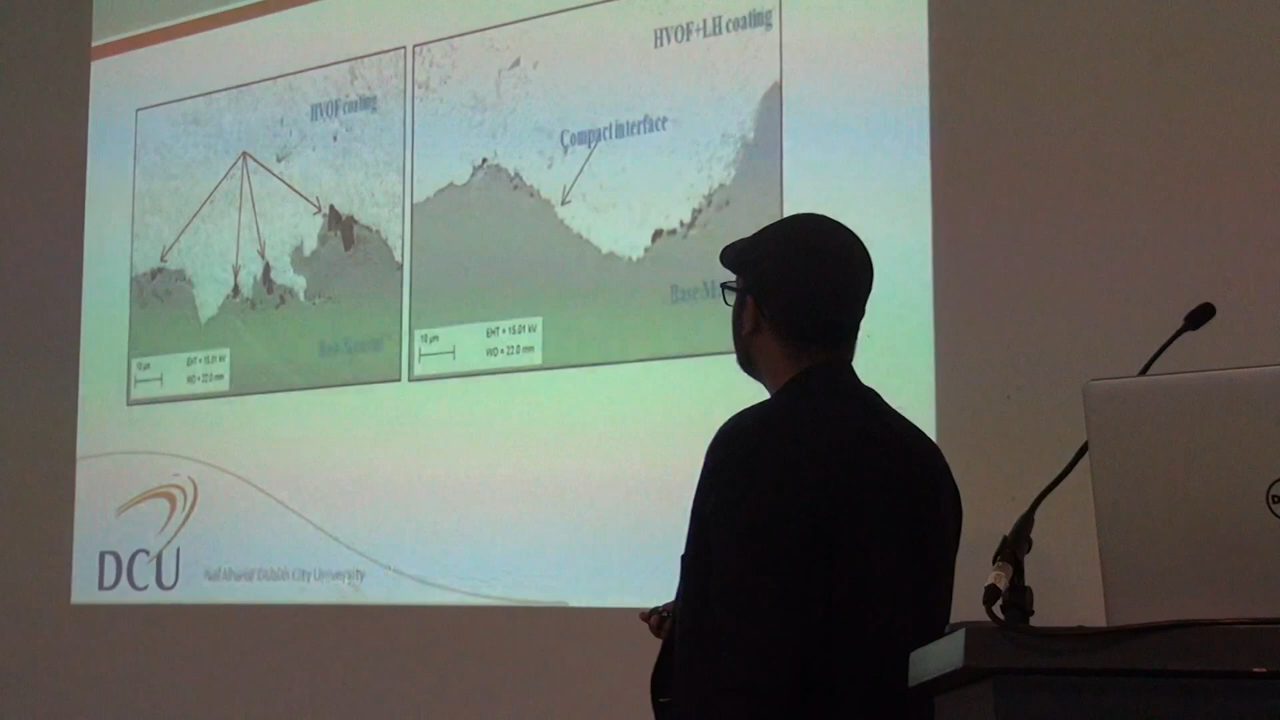 HVOF coating
10 µm
EHT = 15.01 kV
WD = 22.0 mm
HVOF+LH coating
Compact interface
Base M
10 µm
EHT = 15.01 kV
WD = 22.0 mm
DCU
Dublin City University